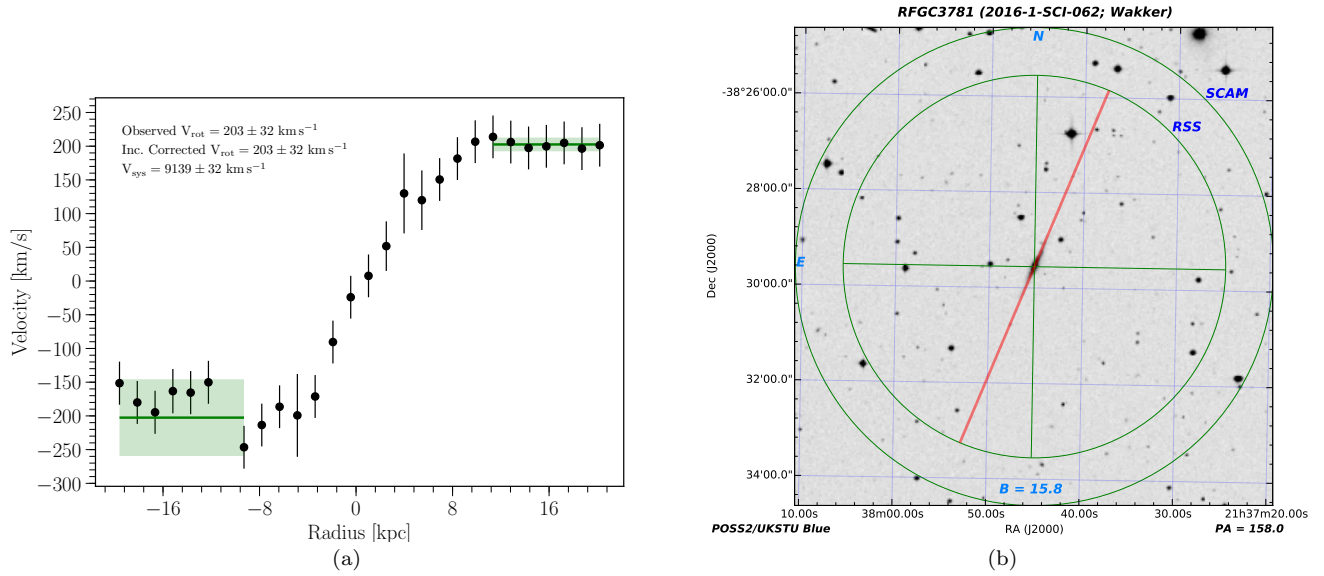 RFGC3781 (2016-1-SCI-062; Wakker)
250
200
150
100
50
0
−50
−100
−150
−200
−250
−300
Velocity [km/s]
Observed V_rot = 203 ± 32 km s⁻¹
Inc. Corrected V_rot = 203 ± 32 km s⁻¹
V_sys = 9139 ± 32 km s⁻¹
−16 −8 0 8 16
Radius [kpc]
(a)
N
SCAM
RSS
E
B = 15.8
-38°26'00.0"
28'00.0"
30'00.0"
32'00.0"
34'00.0"
Dec (J2000)
10.00s 38m00.00s 50.00s 40.00s 30.00s 21h37m20.00s
POSS2/UKSTU Blue RA (J2000) PA = 158.0
(b)